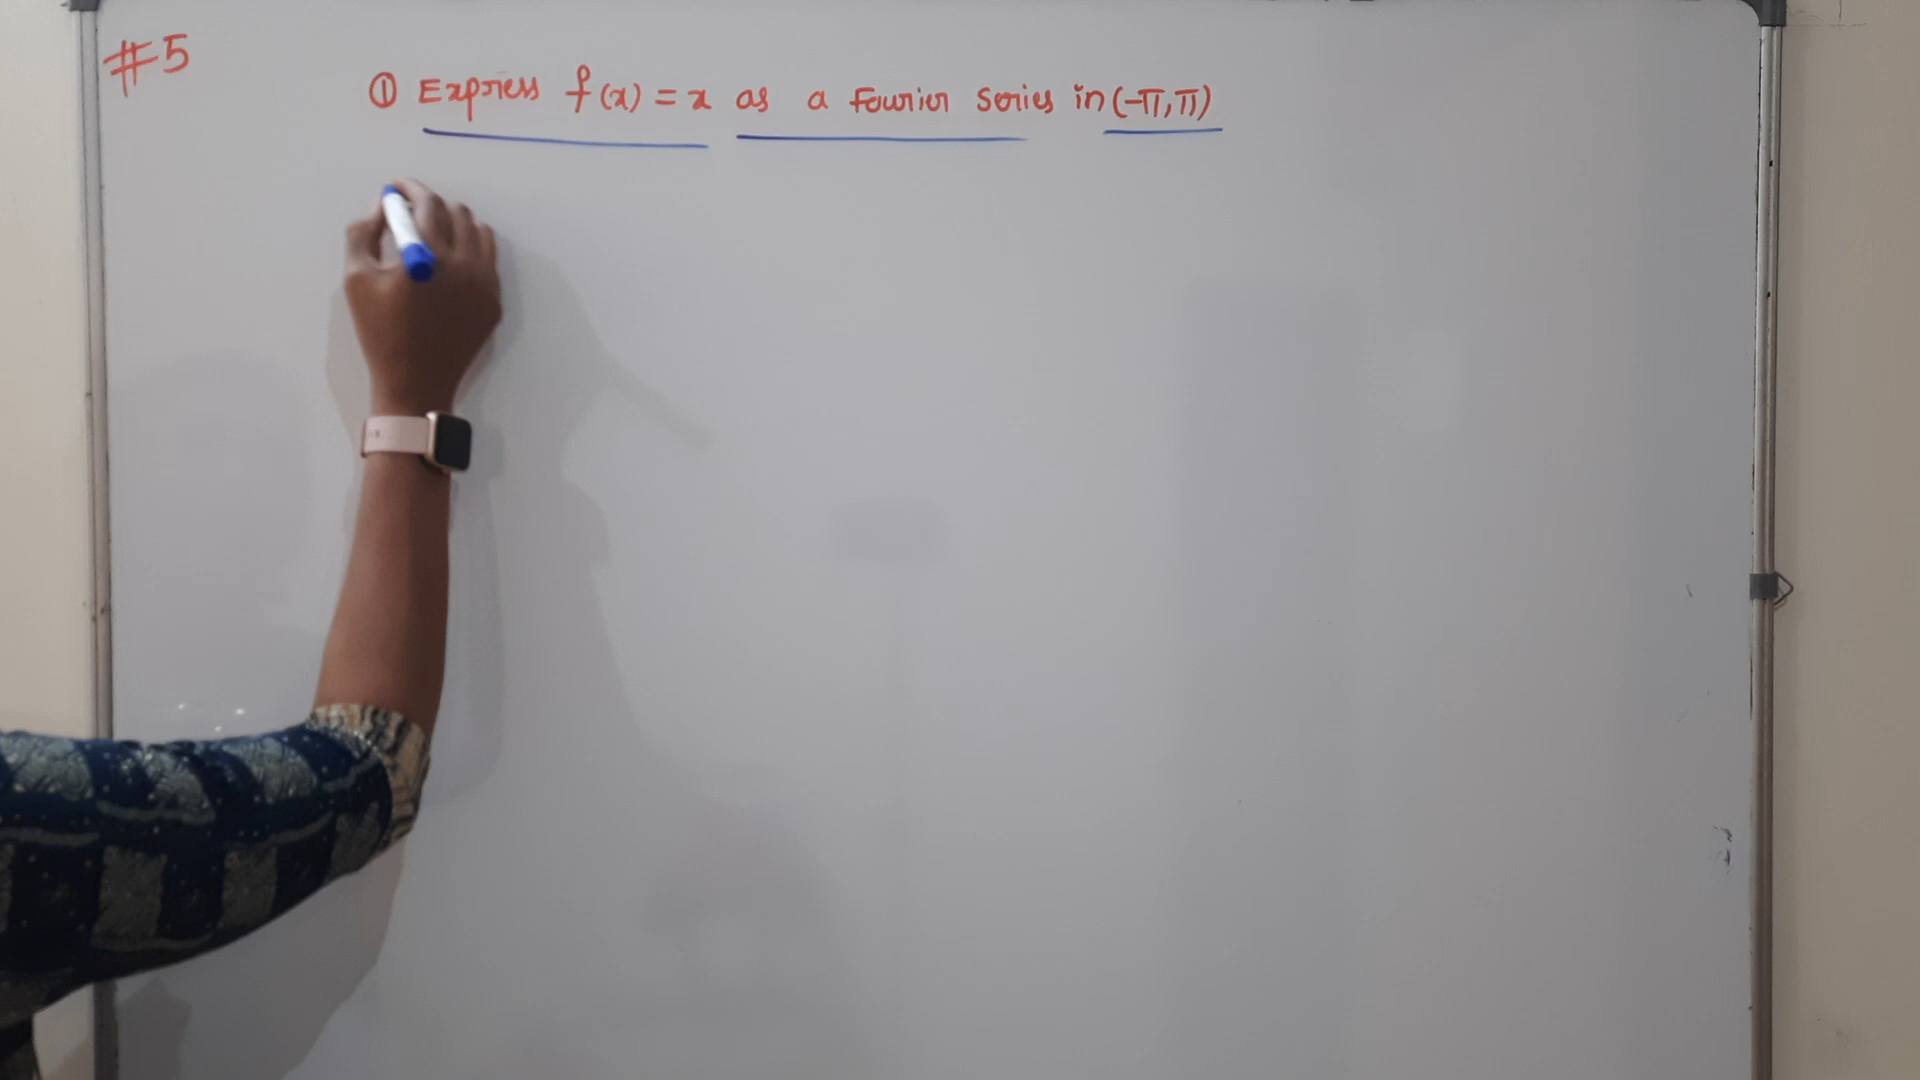 #5
① Express f(x) = x as a Fourier Series in (-π, π)